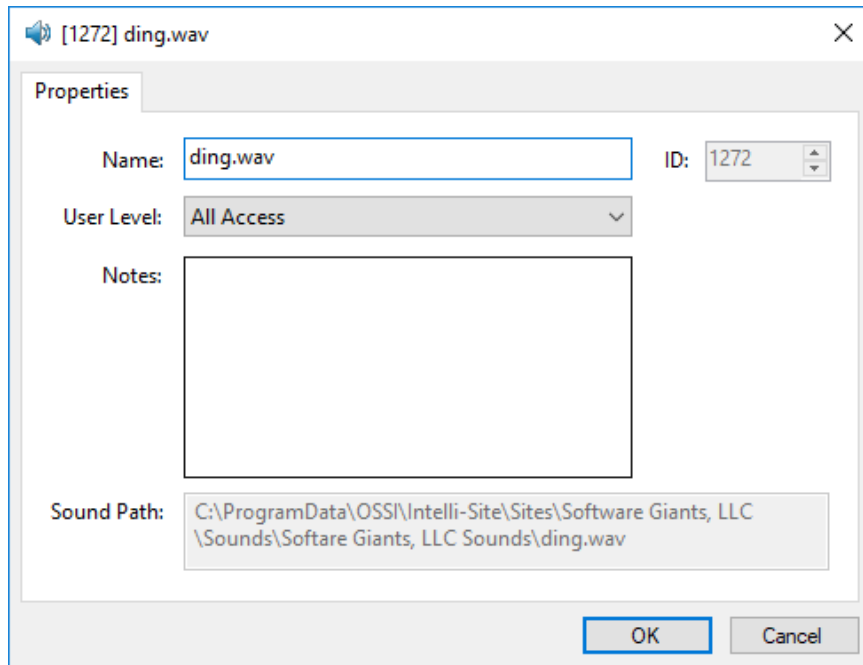 [1272] ding.wav
Properties
Name: ding.wav ID: 1272
User Level: All Access
Notes:
Sound Path: C:\ProgramData\OSSI\Intelli-Site\Sites\Software Giants, LLC
\Sounds\Softare Giants, LLC Sounds\ding.wav
OK Cancel